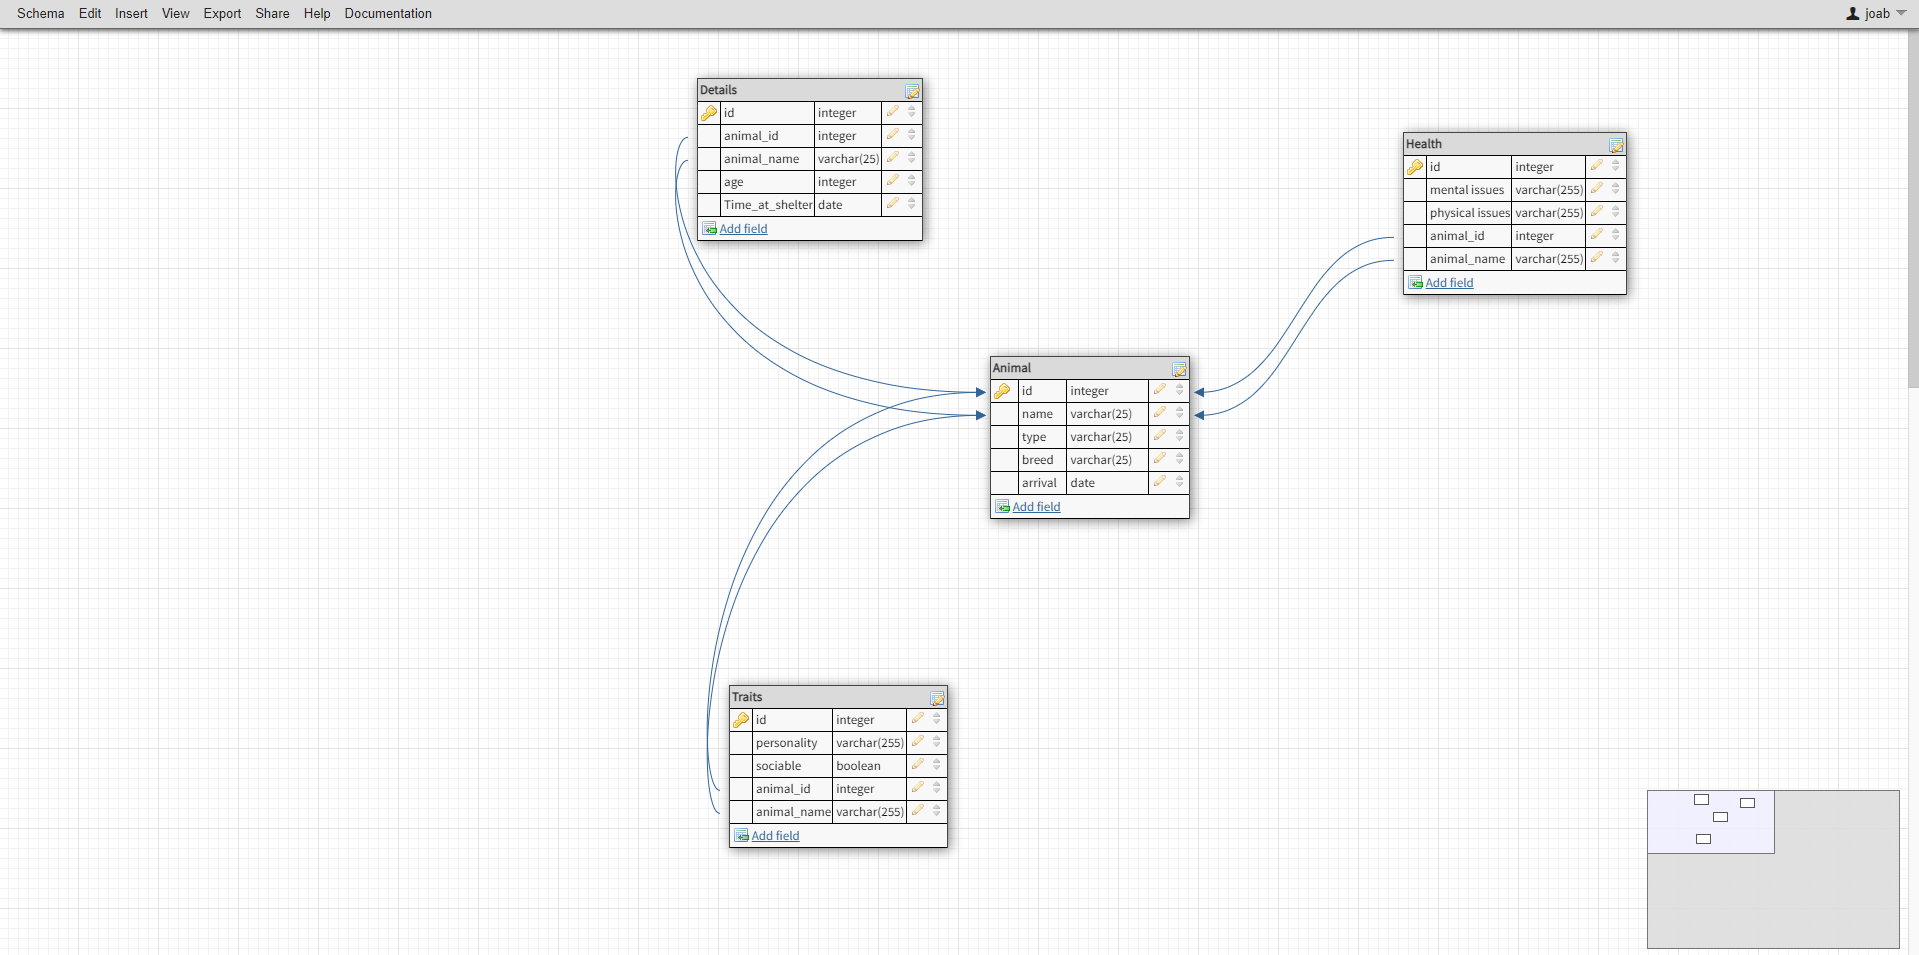 Schema Edit Insert View Export Share Help Documentation joab
Details
id integer
animal_id integer
animal_name varchar(25)
age integer
Time_at_shelter date
Add field
Health
id integer
mental issues varchar(255)
physical issues varchar(255)
animal_id integer
animal_name varchar(255)
Add field
Animal
id integer
name varchar(25)
type varchar(25)
breed varchar(25)
arrival date
Add field
Traits
id integer
personality varchar(255)
sociable boolean
animal_id integer
animal_name varchar(255)
Add field